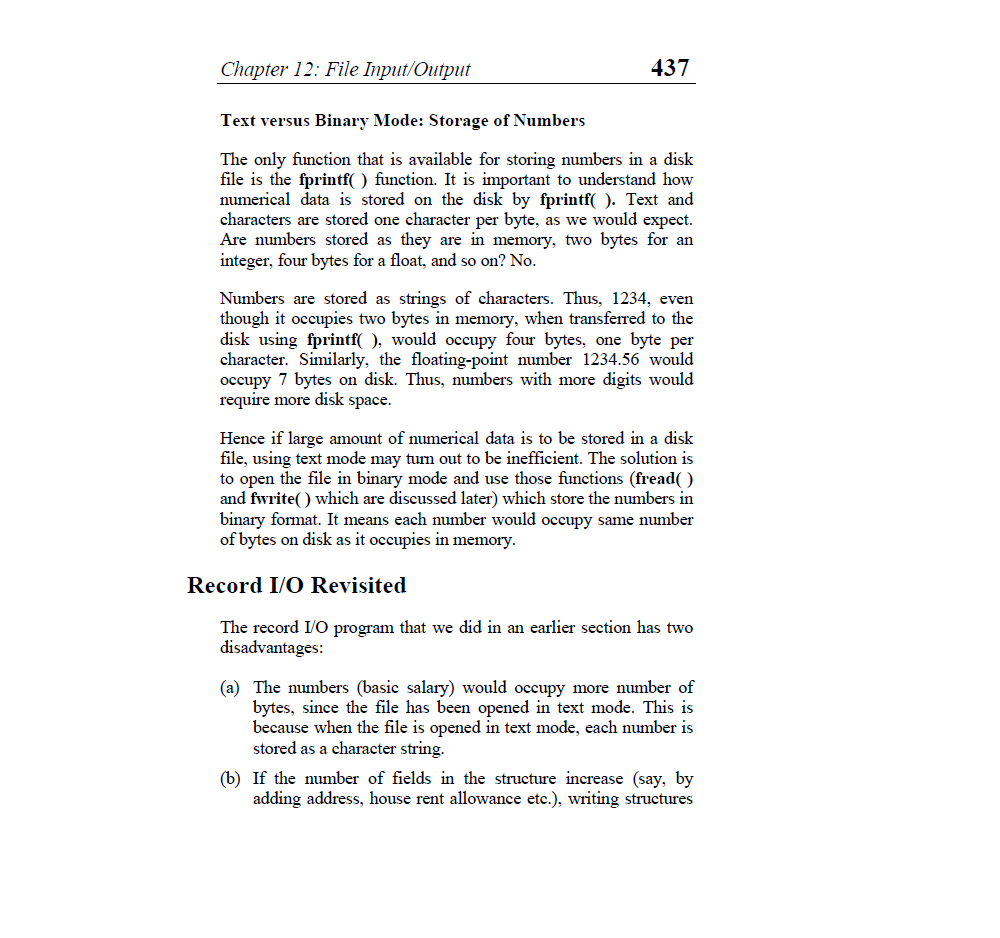 Chapter 12: File Input/Output 437
Text versus Binary Mode: Storage of Numbers
The only function that is available for storing numbers in a disk
file is the fprintf( ) function. It is important to understand how
numerical data is stored on the disk by fprintf( ). Text and
characters are stored one character per byte, as we would expect.
Are numbers stored as they are in memory, two bytes for an
integer, four bytes for a float, and so on? No.
Numbers are stored as strings of characters. Thus, 1234, even
though it occupies two bytes in memory, when transferred to the
disk using fprintf( ), would occupy four bytes, one byte per
character. Similarly, the floating-point number 1234.56 would
occupy 7 bytes on disk. Thus, numbers with more digits would
require more disk space.
Hence if large amount of numerical data is to be stored in a disk
file, using text mode may turn out to be inefficient. The solution is
to open the file in binary mode and use those functions (fread( )
and fwrite( ) which are discussed later) which store the numbers in
binary format. It means each number would occupy same number
of bytes on disk as it occupies in memory.
Record I/O Revisited
The record I/O program that we did in an earlier section has two
disadvantages:
(a) The numbers (basic salary) would occupy more number of
bytes, since the file has been opened in text mode. This is
because when the file is opened in text mode, each number is
stored as a character string.
(b) If the number of fields in the structure increase (say, by
adding address, house rent allowance etc.), writing structures